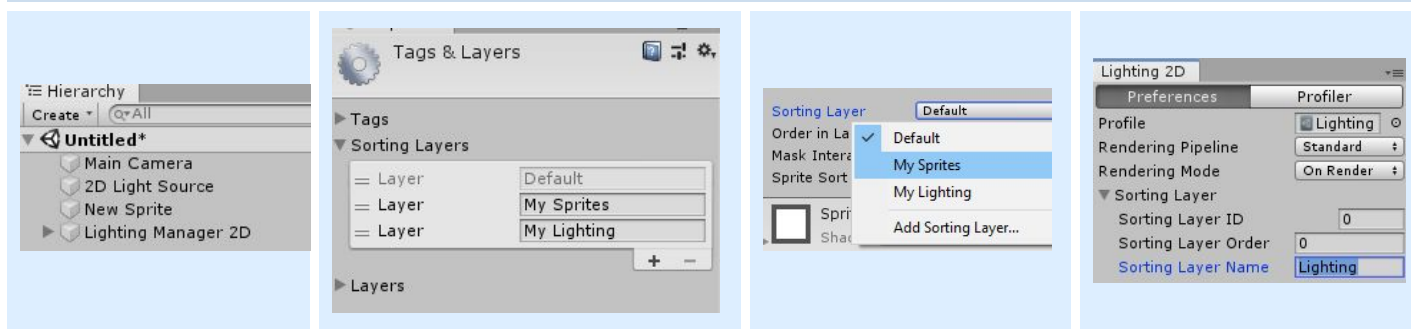 Hierarchy
Create
All
Untitled*
Main Camera
2D Light Source
New Sprite
Lighting Manager 2D
Tags & Layers
Tags
Sorting Layers
Layer Default
Layer My Sprites
Layer My Lighting
+ −
Layers
Sorting Layer Default
Order in La
Mask Intera
Sprite Sort
Default
My Sprites
My Lighting
Add Sorting Layer...
Spri
Shad
Lighting 2D
Preferences Profiler
Profile Lighting
Rendering Pipeline Standard
Rendering Mode On Render
Sorting Layer
Sorting Layer ID 0
Sorting Layer Order 0
Sorting Layer Name Lighting